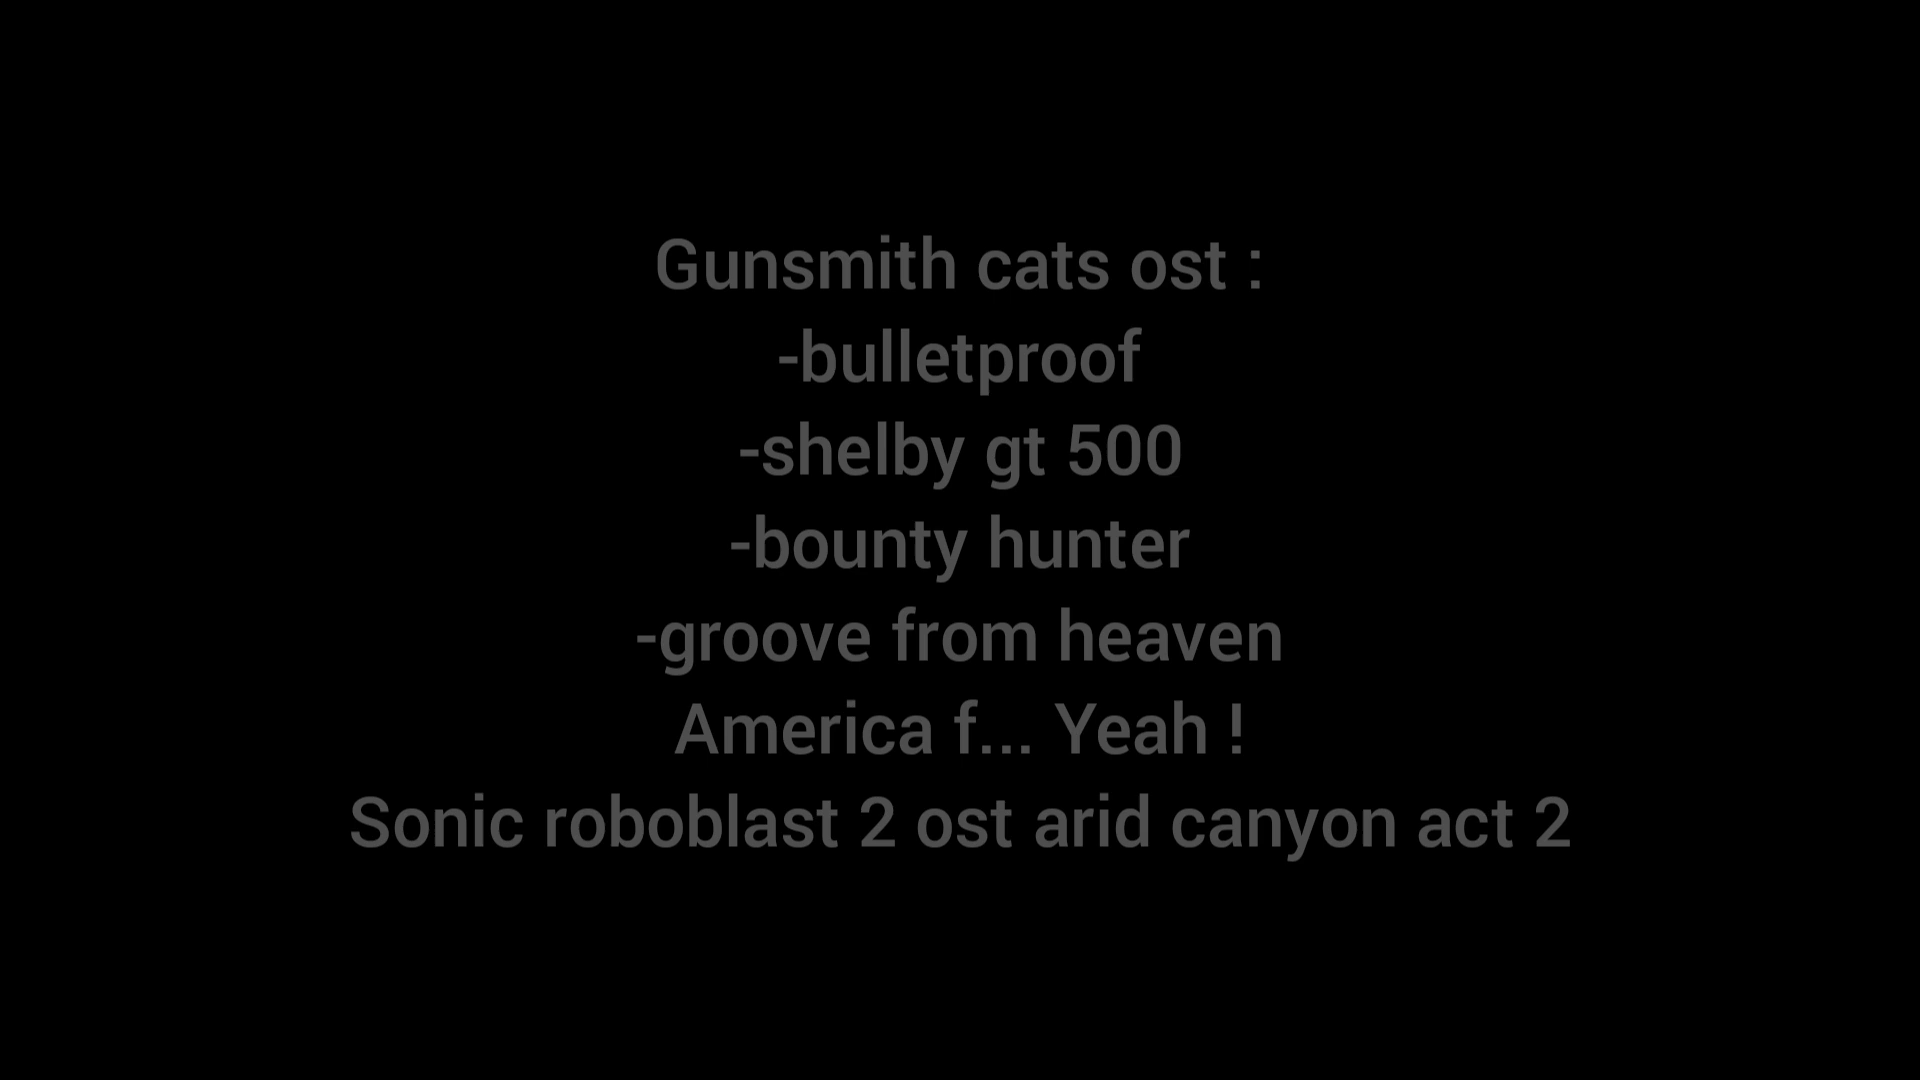 Gunsmith cats ost :
-bulletproof
-shelby gt 500
-bounty hunter
-groove from heaven
America f... Yeah !
Sonic roboblast 2 ost arid canyon act 2